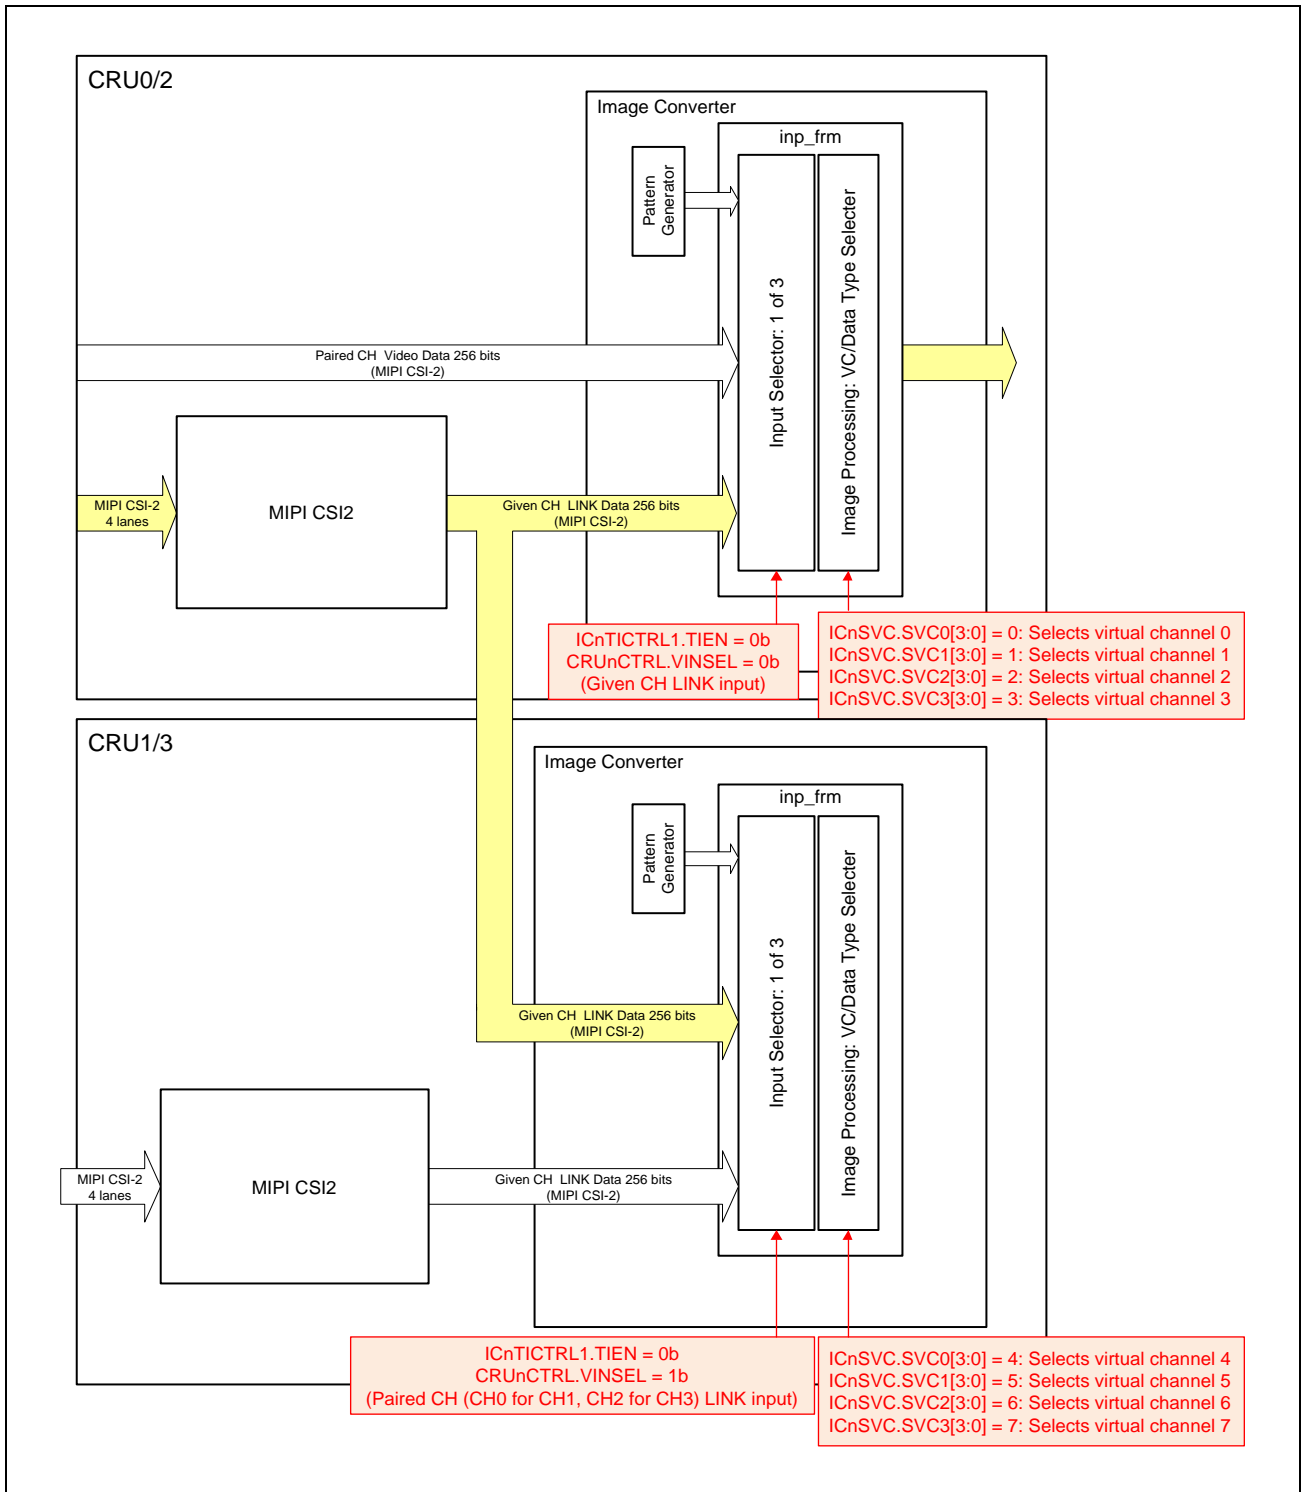 CRU0/2
Image Converter
inp_frm
Pattern
Generator
Input Selector: 1 of 3
Image Processing: VC/Data Type Selecter
Paired CH  Video Data 256 bits
(MIPI CSI-2)
MIPI CSI-2
4 lanes
MIPI CSI2
Given CH  LINK Data 256 bits
(MIPI CSI-2)
ICnTICTRL1.TIEN = 0b
CRUnCTRL.VINSEL = 0b
(Given CH LINK input)
ICnSVC.SVC0[3:0] = 0: Selects virtual channel 0
ICnSVC.SVC1[3:0] = 1: Selects virtual channel 1
ICnSVC.SVC2[3:0] = 2: Selects virtual channel 2
ICnSVC.SVC3[3:0] = 3: Selects virtual channel 3
CRU1/3
Image Converter
inp_frm
Pattern
Generator
Input Selector: 1 of 3
Image Processing: VC/Data Type Selecter
Given CH  LINK Data 256 bits
(MIPI CSI-2)
MIPI CSI-2
4 lanes
MIPI CSI2
Given CH  LINK Data 256 bits
(MIPI CSI-2)
ICnTICTRL1.TIEN = 0b
CRUnCTRL.VINSEL = 1b
(Paired CH (CH0 for CH1, CH2 for CH3) LINK input)
ICnSVC.SVC0[3:0] = 4: Selects virtual channel 4
ICnSVC.SVC1[3:0] = 5: Selects virtual channel 5
ICnSVC.SVC2[3:0] = 6: Selects virtual channel 6
ICnSVC.SVC3[3:0] = 7: Selects virtual channel 7